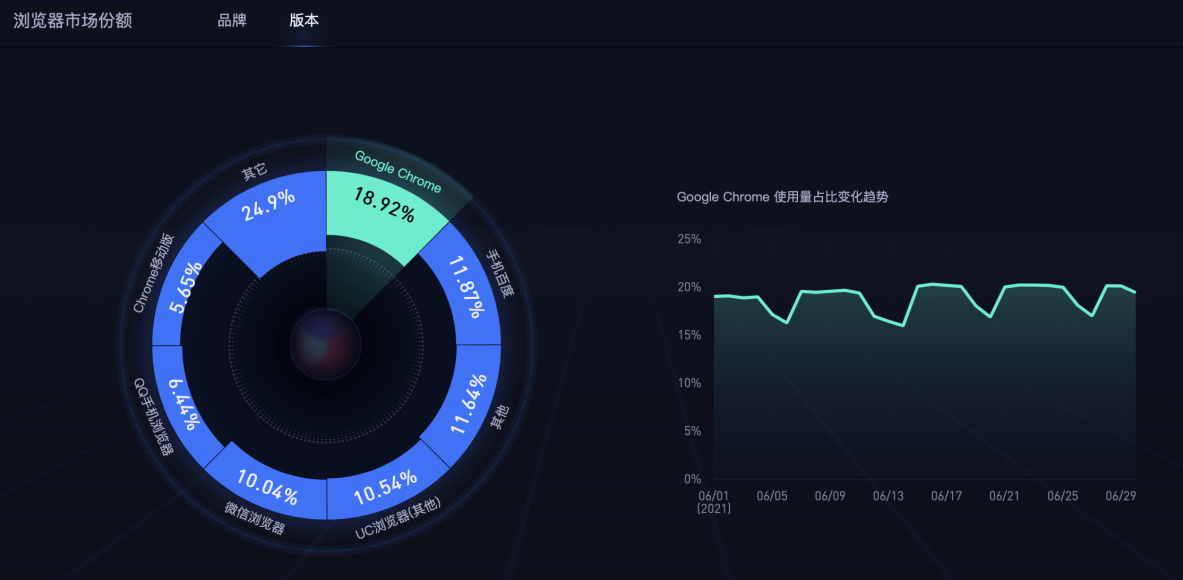 浏览器市场份额
品牌
版本
其它
24.9%
Google Chrome
18.92%
手机百度
11.87%
其他
11.64%
UC浏览器(其他)
10.54%
微信浏览器
10.04%
QQ手机浏览器
6.44%
Chrome移动版
5.65%
Google Chrome 使用量占比变化趋势
25%
20%
15%
10%
5%
0%
06/01 06/05 06/09 06/13 06/17 06/21 06/25 06/29
[2021]